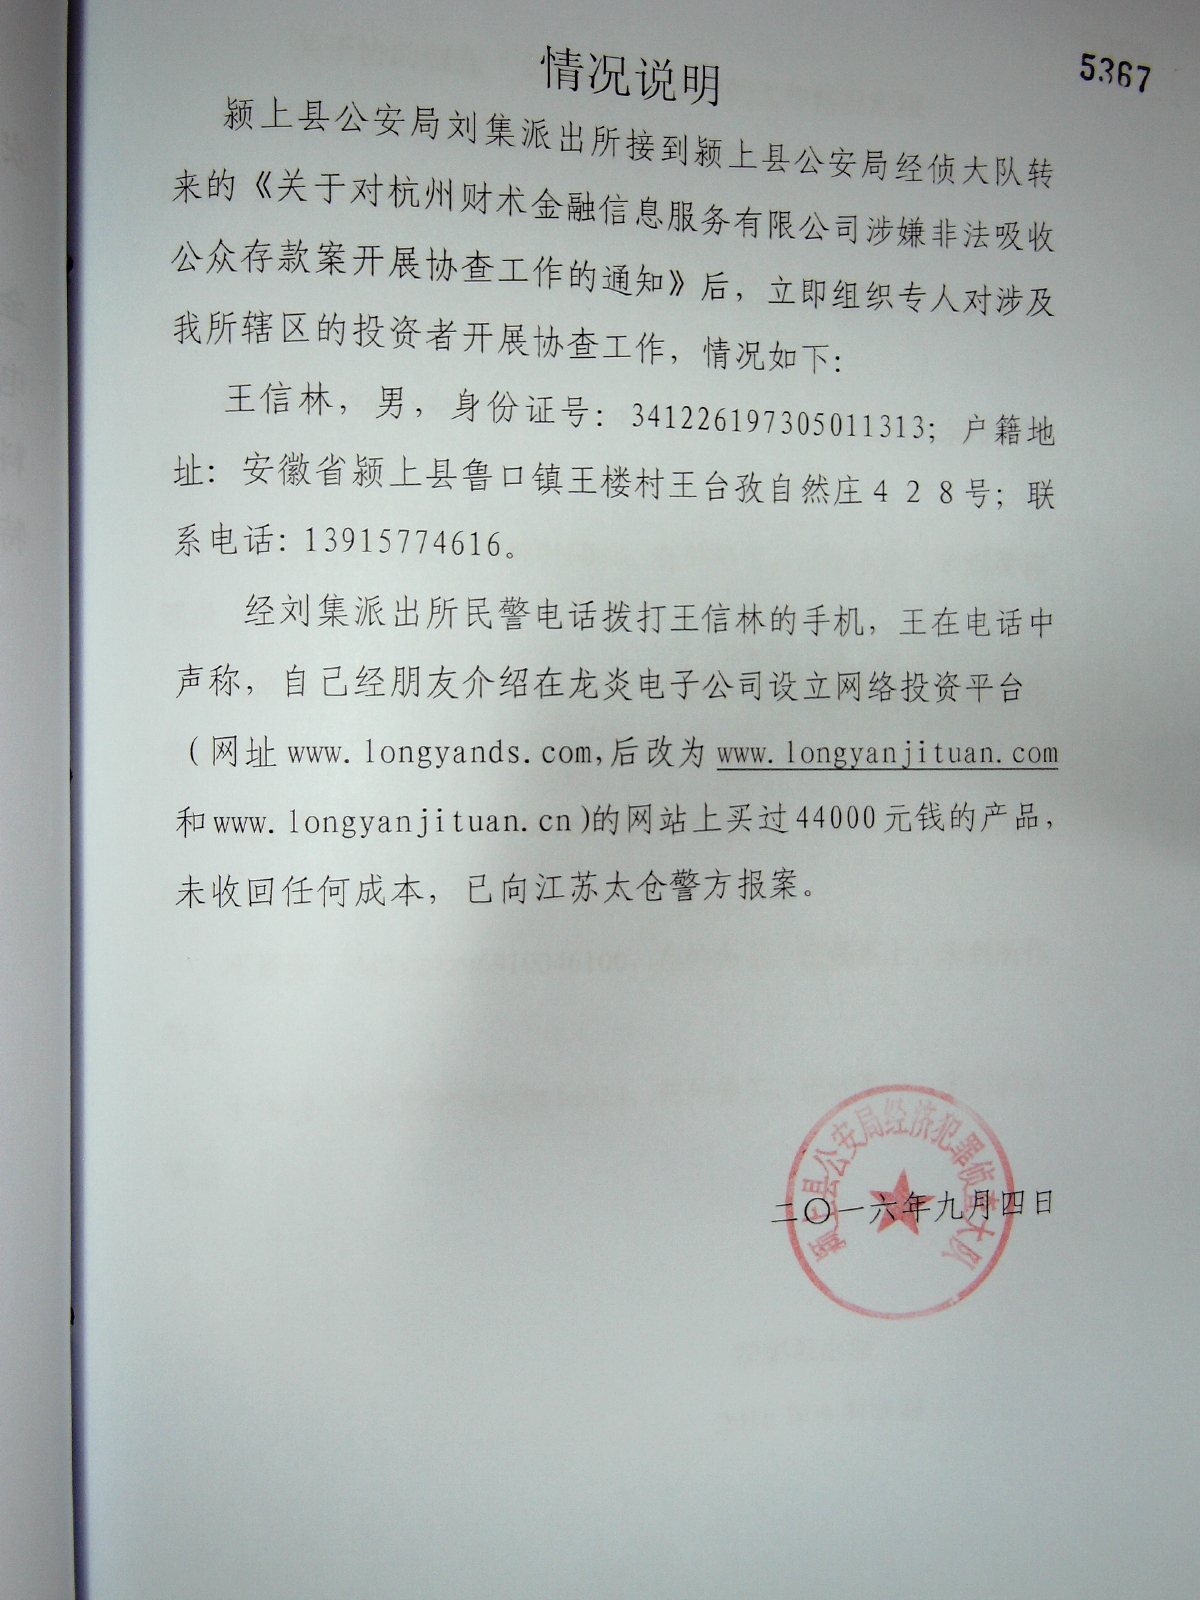 5367
情况说明
颍上县公安局刘集派出所接到颍上县公安局经侦大队转
来的《关于对杭州财术金融信息服务有限公司涉嫌非法吸收
公众存款案开展协查工作的通知》后，立即组织专人对涉及
我所辖区的投资者开展协查工作，情况如下：
王信林，男，身份证号：341226197305011313；户籍地
址：安徽省颍上县鲁口镇王楼村王台孜自然庄４２８号；联
系电话：13915774616。
经刘集派出所民警电话拨打王信林的手机，王在电话中
声称，自己经朋友介绍在龙炎电子公司设立网络投资平台
（网址 www.longyands.com,后改为 www.longyanjituan.com
和www.longyanjituan.cn)的网站上买过44000元钱的产品，
未收回任何成本，已向江苏太仓警方报案。
颍上县公安局经济犯罪侦查大队
二〇一六年九月四日